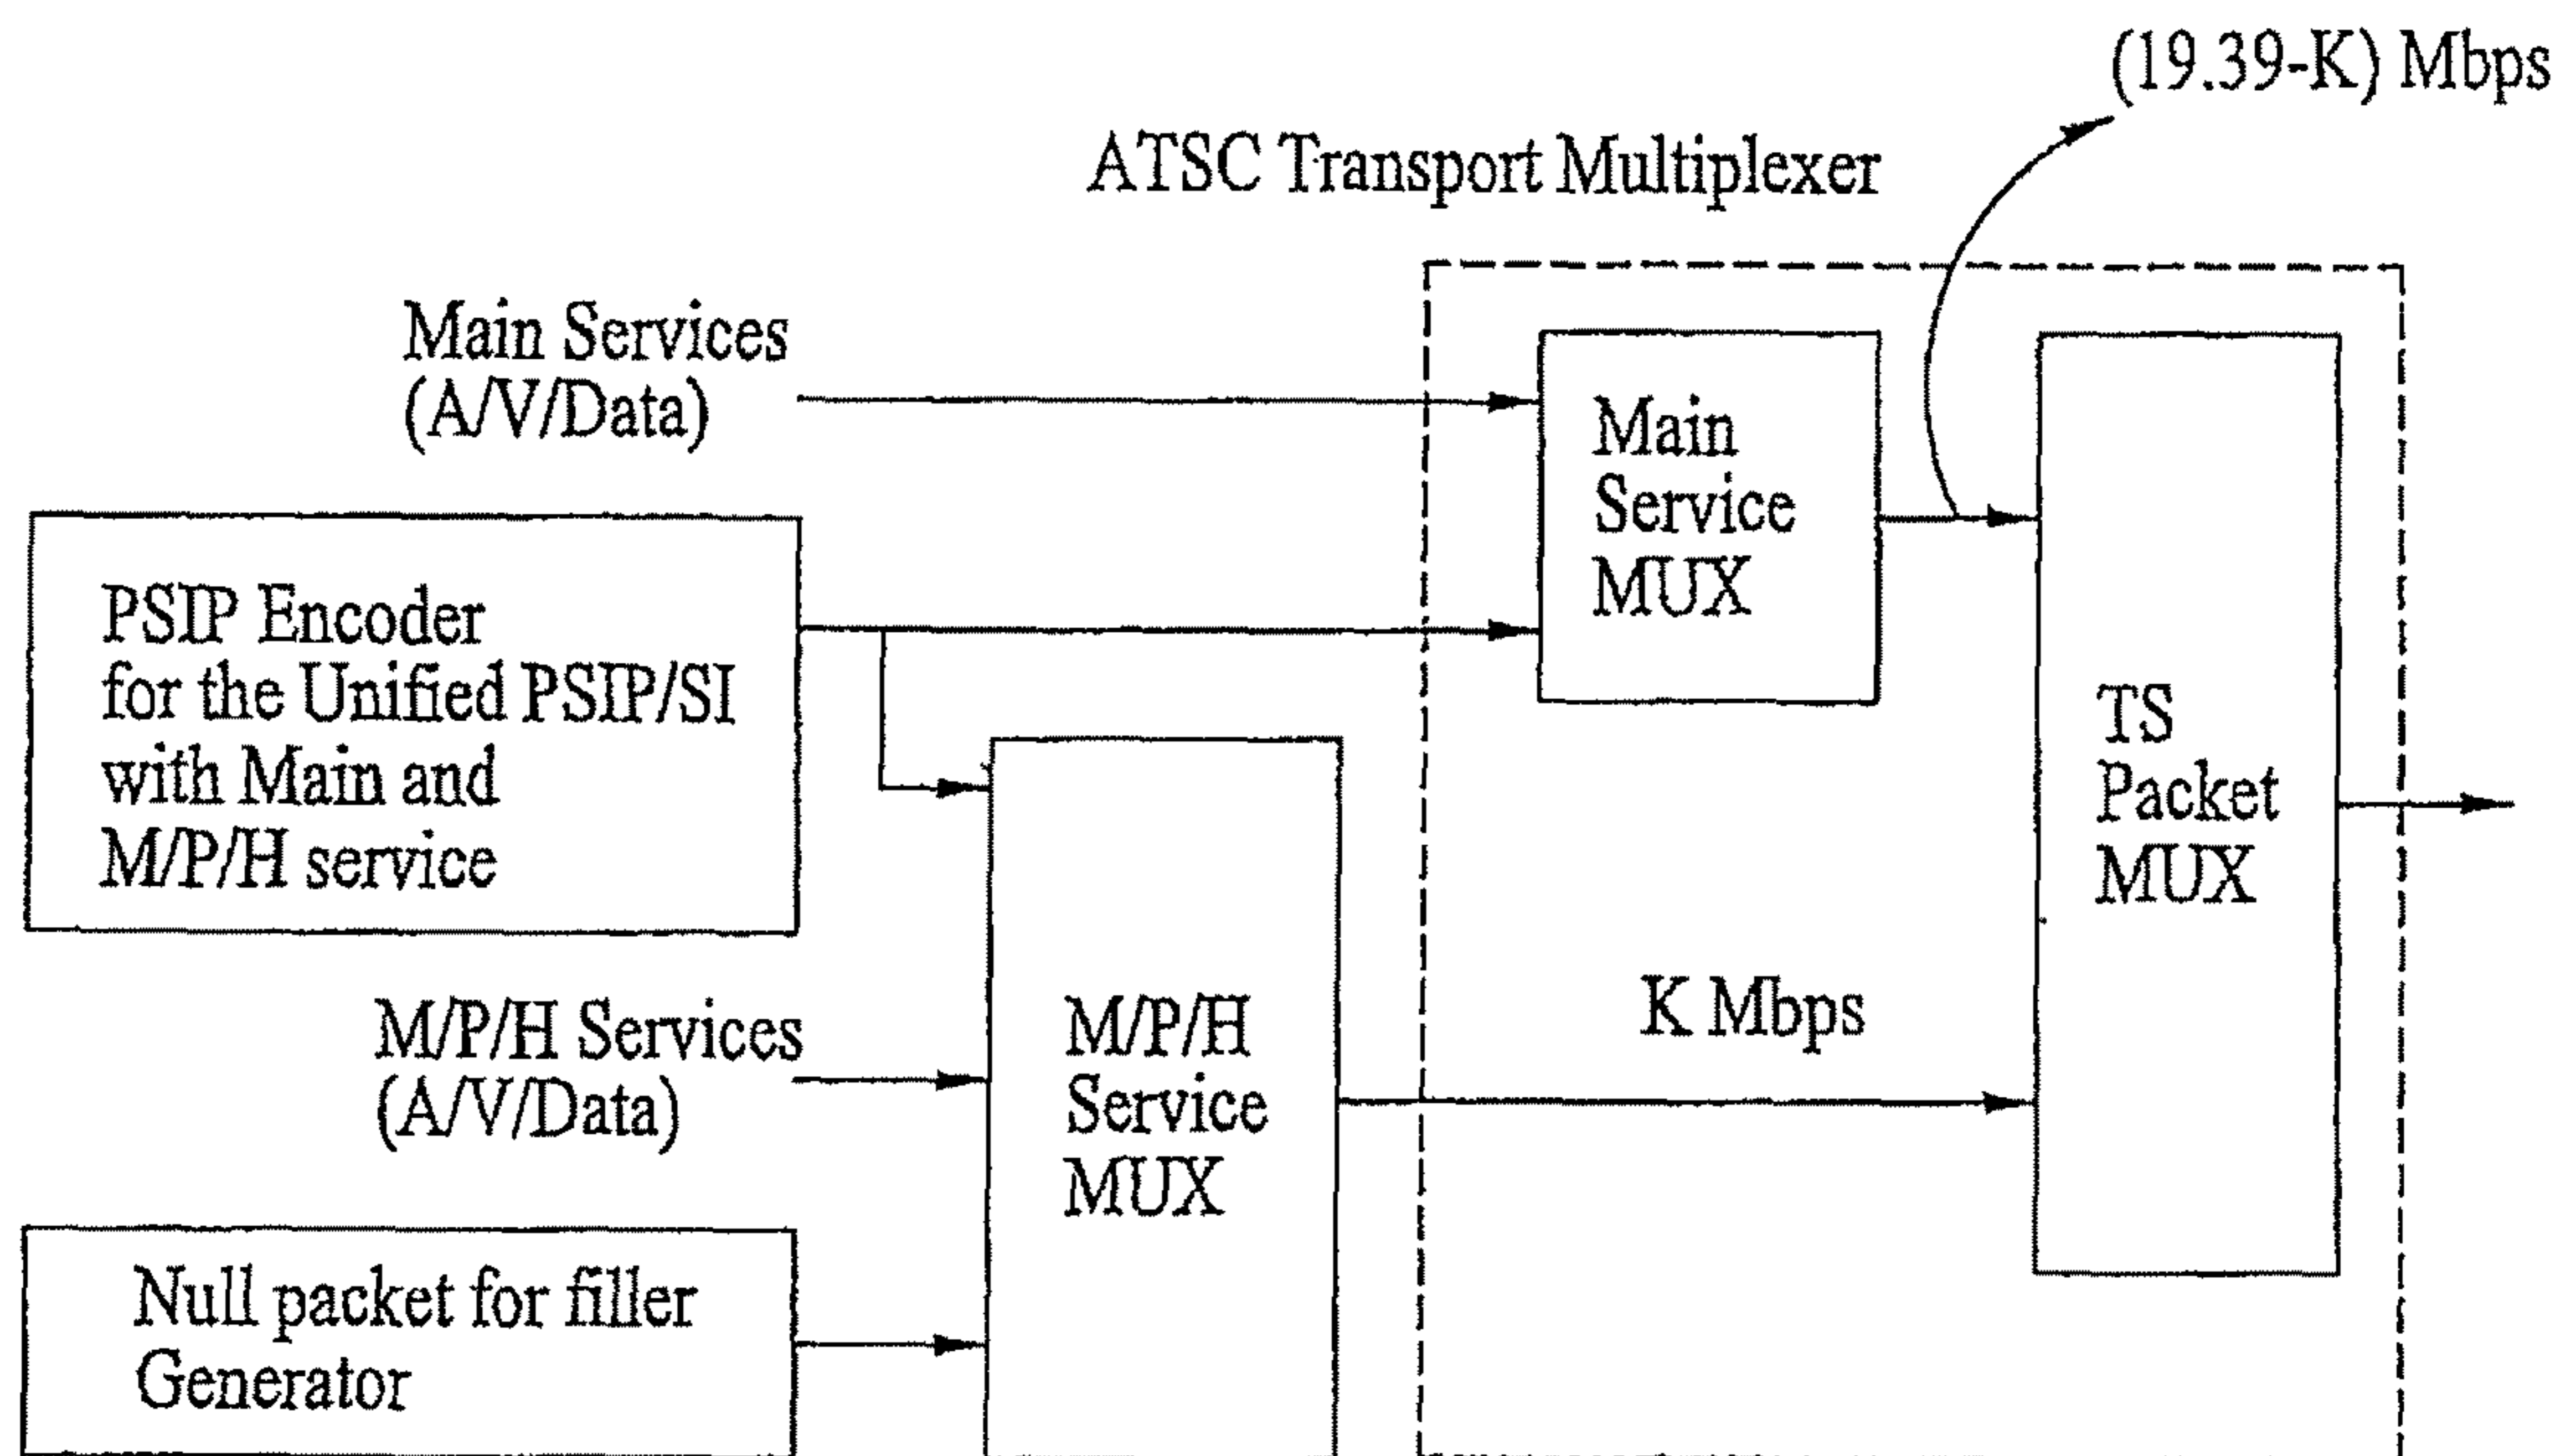 (19.39-K) Mbps
ATSC Transport Multiplexer
Main Services
(A/V/Data)
Main
Service
MUX
PSIP Encoder
for the Unified PSIP/SI
with Main and
M/P/H service
TS
Packet
MUX
M/P/H Services
(A/V/Data)
M/P/H
Service
MUX
K Mbps
Null packet for filler
Generator